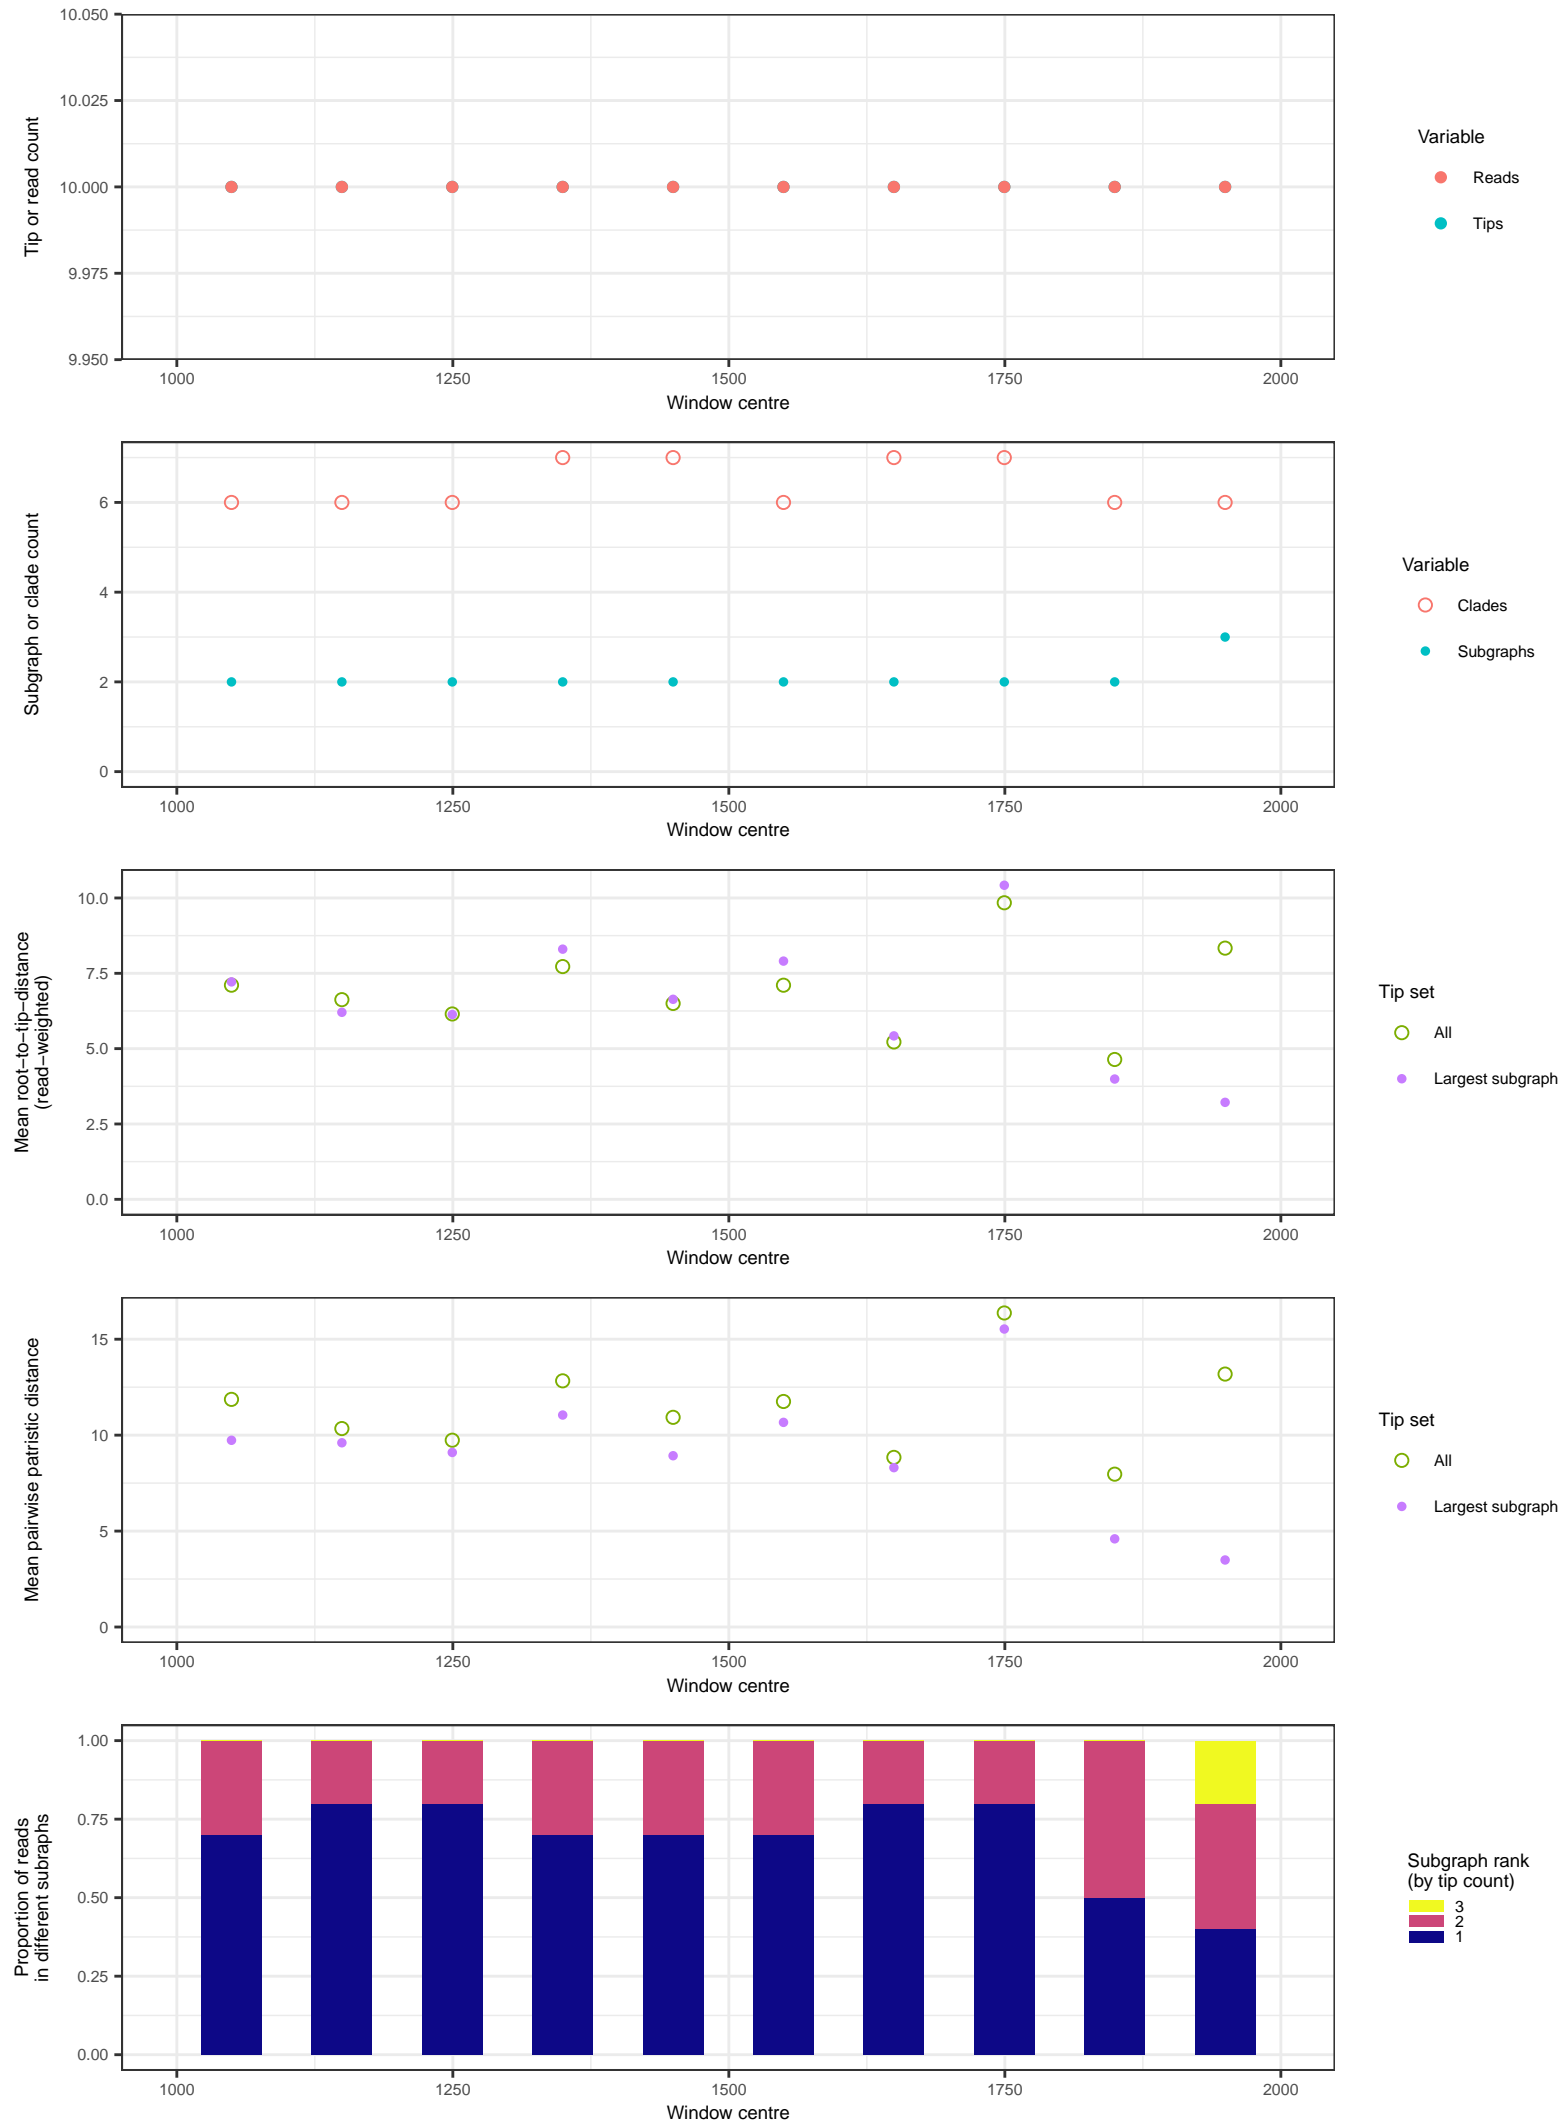 10.050
10.025
10.000
9.975
9.950
Tip or read count
1000 1250 1500 1750 2000
Window centre
Variable
Reads
Tips
6
4
2
0
Subgraph or clade count
1000 1250 1500 1750 2000
Window centre
Variable
Clades
Subgraphs
10.0
7.5
5.0
2.5
0.0
Mean root−to−tip−distance
(read−weighted)
1000 1250 1500 1750 2000
Window centre
Tip set
All
Largest subgraph
15
10
5
0
Mean pairwise patristic distance
1000 1250 1500 1750 2000
Window centre
Tip set
All
Largest subgraph
1.00
0.75
0.50
0.25
0.00
Proportion of reads
in different subraphs
1000 1250 1500 1750 2000
Window centre
Subgraph rank
(by tip count)
3
2
1